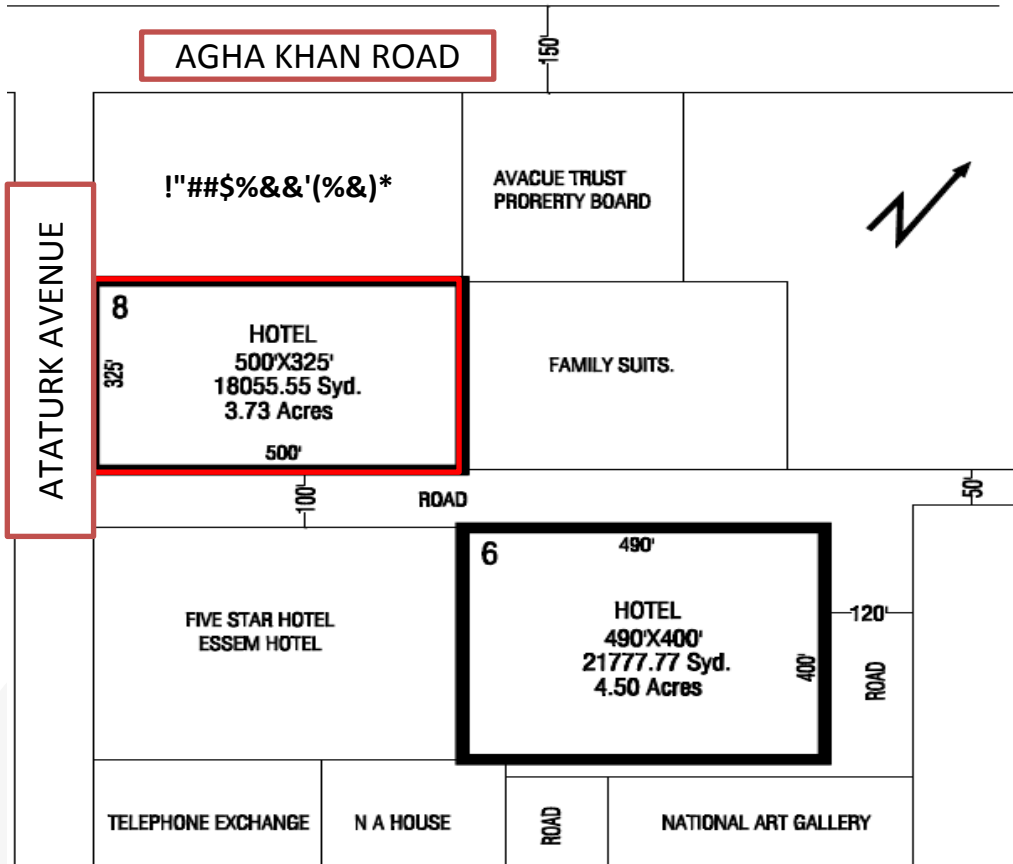 AGHA KHAN ROAD
150'
!"##$%&&'(%&)*
AVACUE TRUST
PRORERTY BOARD
ATATURK AVENUE
8
HOTEL
500'X325'
18055.55 Syd.
3.73 Acres
325'
500'
FAMILY SUITS.
100'
ROAD
50'
6
490'
HOTEL
490'X400'
21777.77 Syd.
4.50 Acres
400'
120'
ROAD
FIVE STAR HOTEL
ESSEM HOTEL
TELEPHONE EXCHANGE
N A HOUSE
ROAD
NATIONAL ART GALLERY